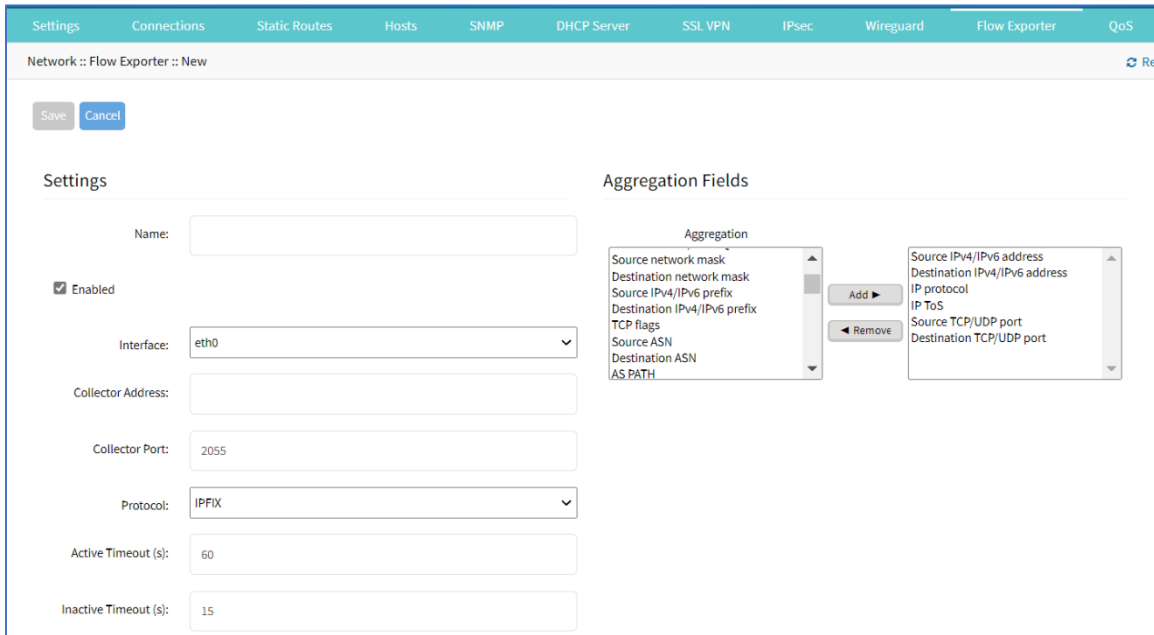 Settings Connections Static Routes Hosts SNMP DHCP Server SSL VPN IPsec Wireguard Flow Exporter QoS
Network :: Flow Exporter :: New
Re
Save Cancel
Settings
Name:
Enabled
Interface: eth0
Collector Address:
Collector Port: 2055
Protocol: IPFIX
Active Timeout (s): 60
Inactive Timeout (s): 15
Aggregation Fields
Aggregation
Source network mask
Destination network mask
Source IPv4/IPv6 prefix
Destination IPv4/IPv6 prefix
TCP flags
Source ASN
Destination ASN
AS PATH
Add ►
◄ Remove
Source IPv4/IPv6 address
Destination IPv4/IPv6 address
IP protocol
IP ToS
Source TCP/UDP port
Destination TCP/UDP port